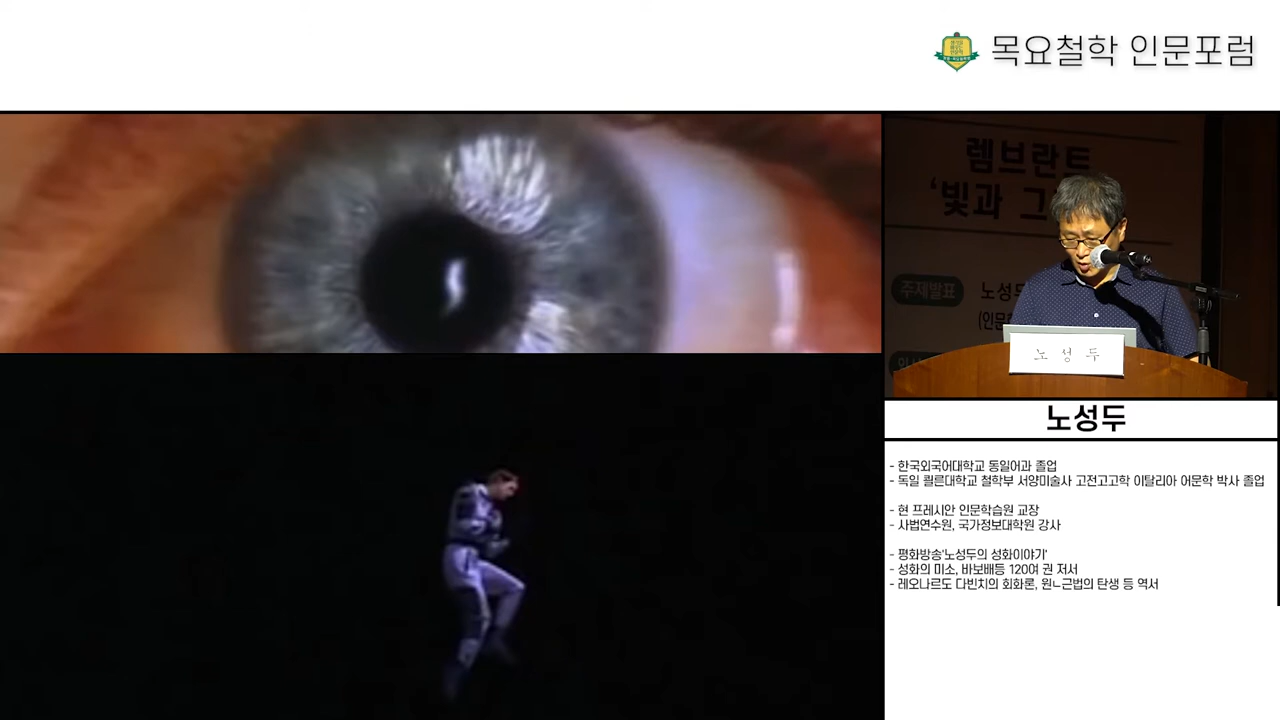 목요철학 인문포럼
렘브란트
'빛과 그
주제발표 노성두
(인문
노 성 두
노성두
- 한국외국어대학교 동일어과 졸업
- 독일 쾰른대학교 철학부 서양미술사 고전고고학 이탈리아 어문학 박사 졸업
- 현 프레시안 인문학습원 교장
- 사법연수원, 국가정보대학원 강사
- 평화방송'노성두의 성화이야기'
- 성화의 미소, 바보배등 120여 권 저서
- 레오나르도 다빈치의 회화론, 원ㄴ근법의 탄생 등 역서